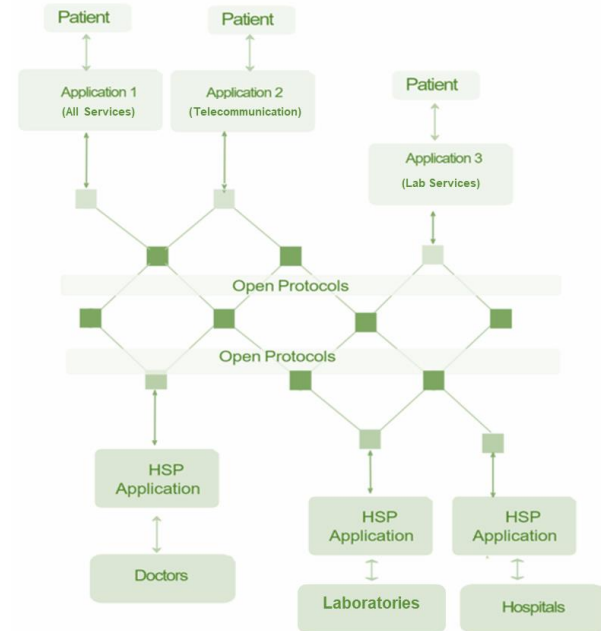 Patient
Patient
Application 1
(All Services)
Application 2
(Telecommunication)
Patient
Application 3
(Lab Services)
Open Protocols
Open Protocols
HSP
Application
Doctors
HSP
Application
HSP
Application
Laboratories
Hospitals